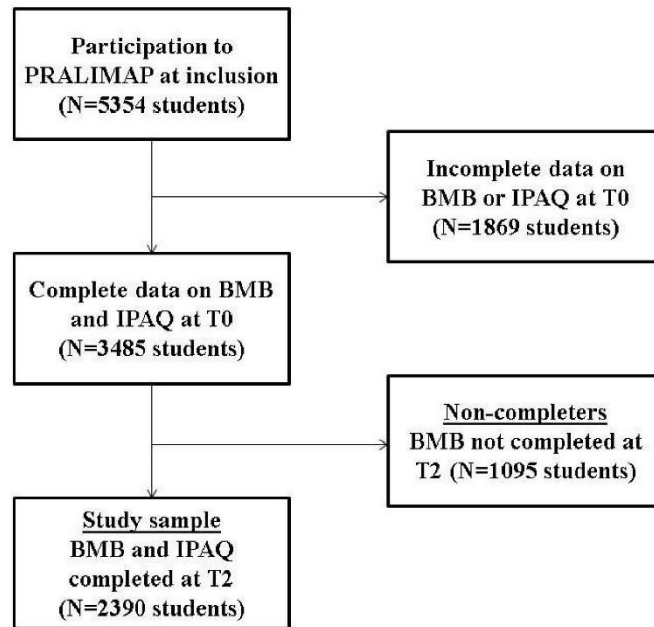 Participation to
PRALIMAP at inclusion
(N=5354 students)
Incomplete data on
BMB or IPAQ at T0
(N=1869 students)
Complete data on BMB
and IPAQ at T0
(N=3485 students)
Non-completers
BMB not completed at
T2 (N=1095 students)
Study sample
BMB and IPAQ
completed at T2
(N=2390 students)